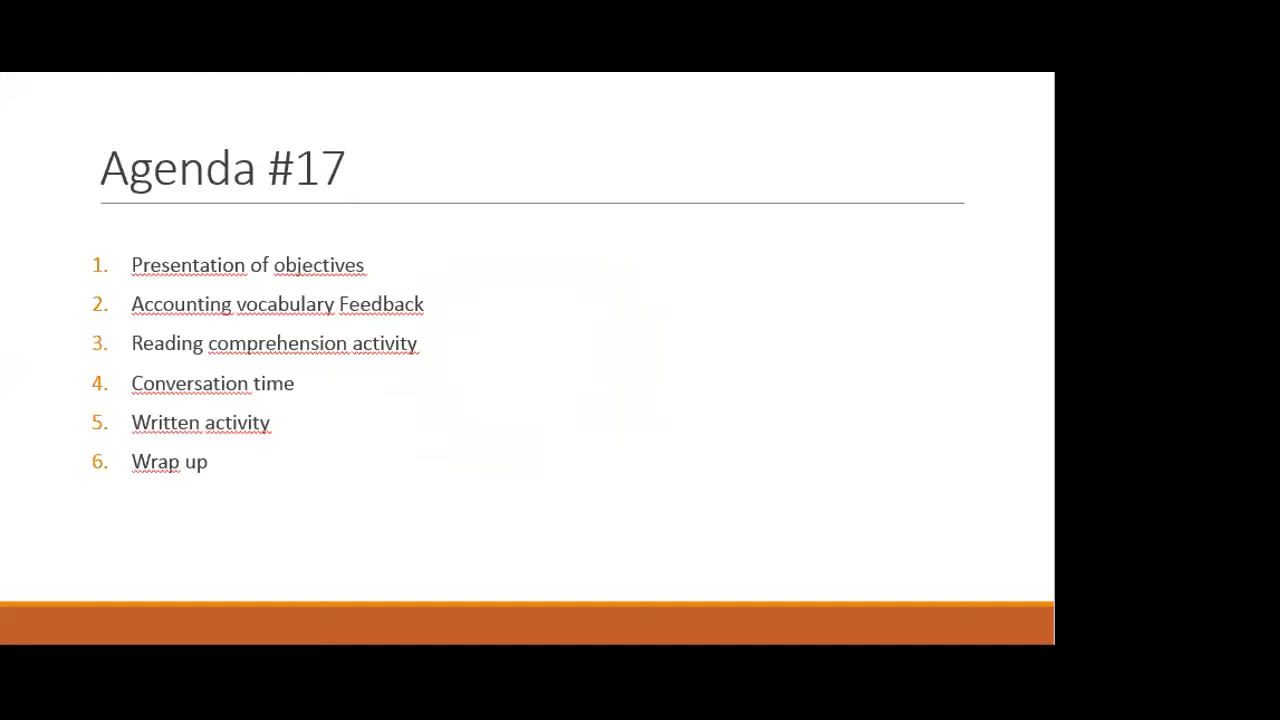 Agenda #17
1. Presentation of objectives
2. Accounting vocabulary Feedback
3. Reading comprehension activity
4. Conversation time
5. Written activity
6. Wrap up